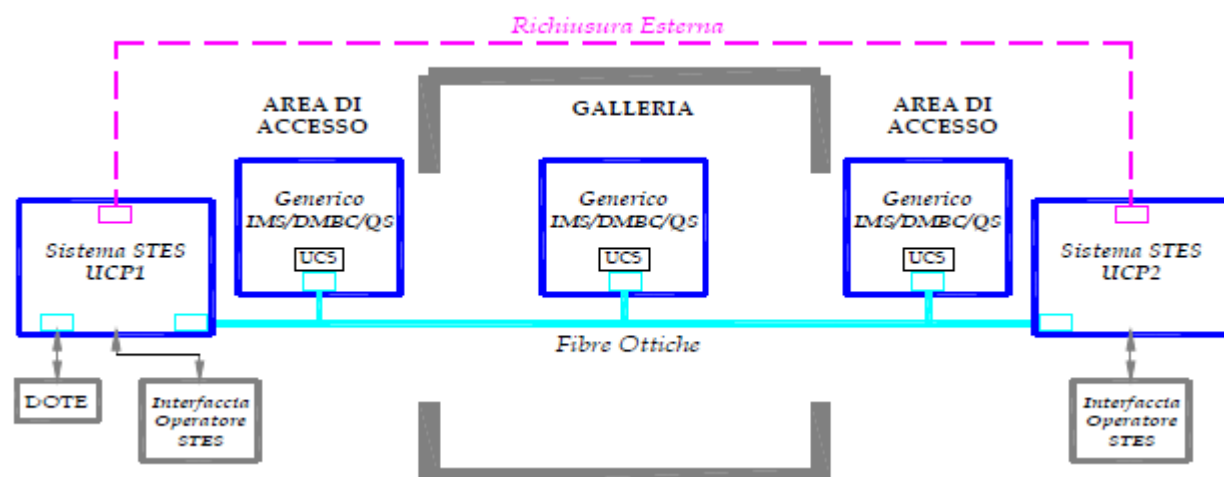 Richiusura Esterna
AREA DI
ACCESSO
GALLERIA
AREA DI
ACCESSO
Generico
IMS/DMBC/QS
UCS
Generico
IMS/DMBC/QS
UCS
Generico
IMS/DMBC/QS
UCS
Sistema STES
UCP1
Sistema STES
UCP2
Fibre Ottiche
DOTE
Interfaccia
Operatore
STES
Interfaccia
Operatore
STES